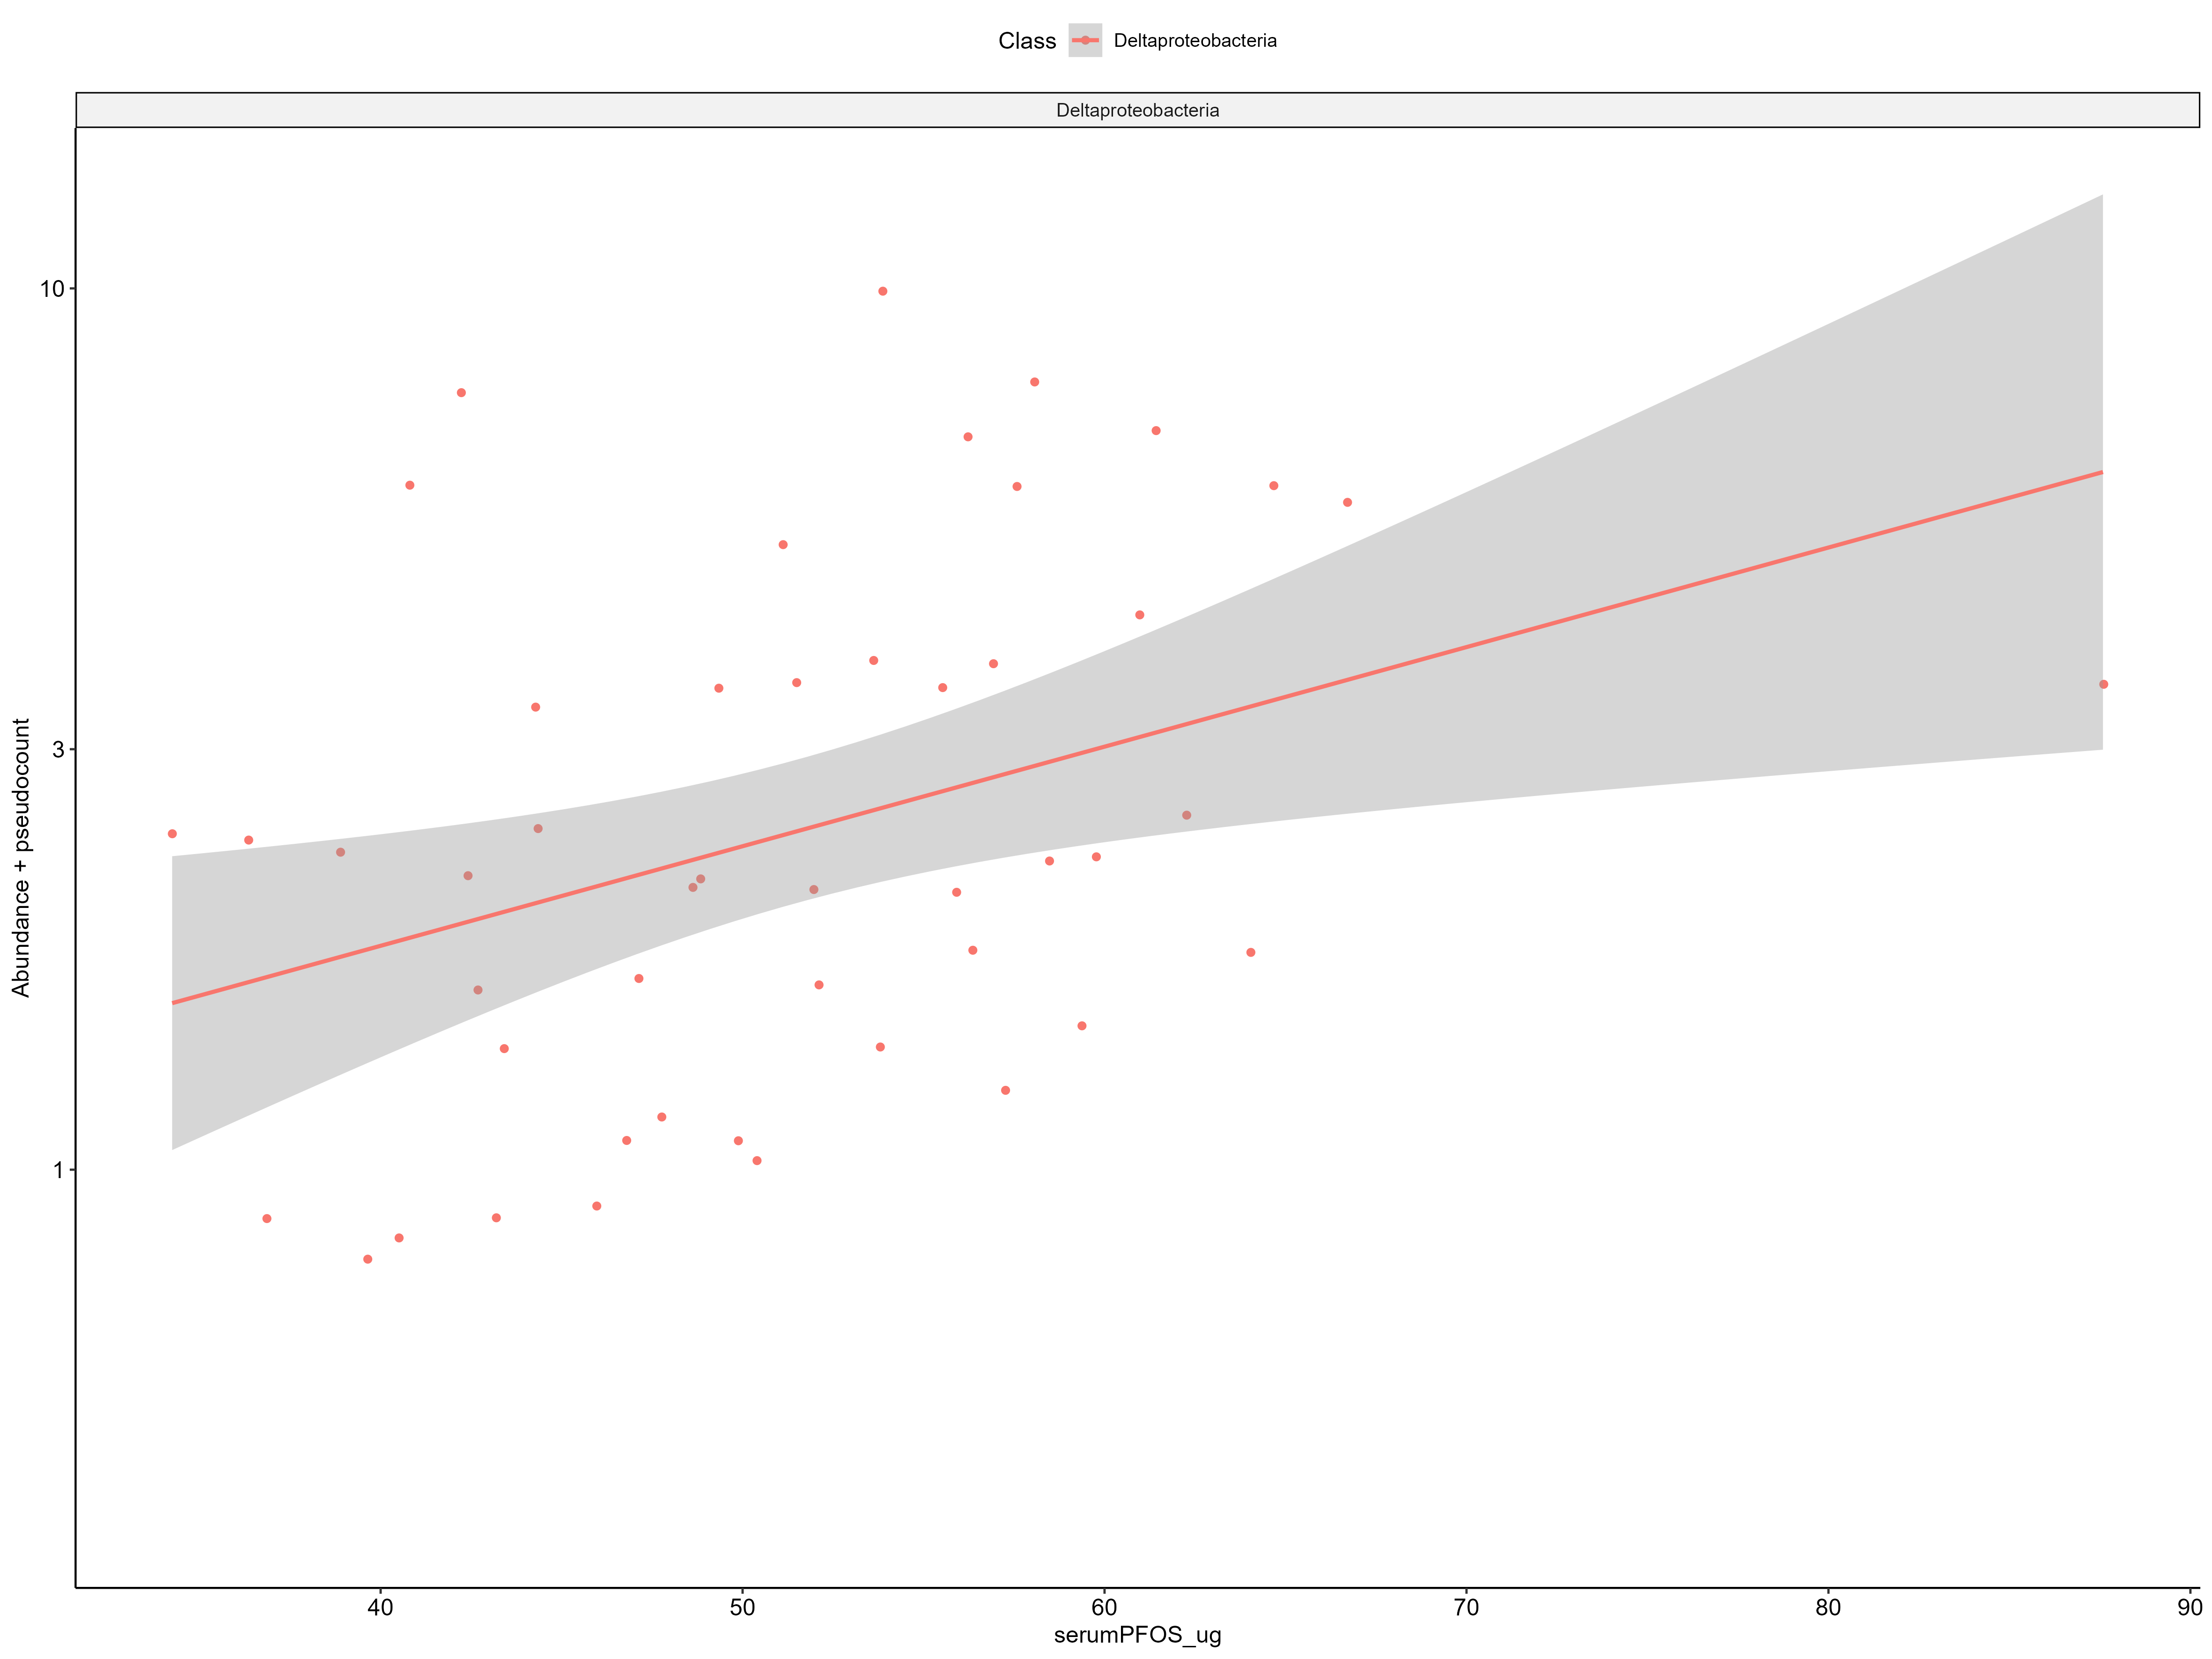 Class Deltaproteobacteria
Deltaproteobacteria
Abundance + pseudocount
10
3
1
40 50 60 70 80 90
serumPFOS_ug